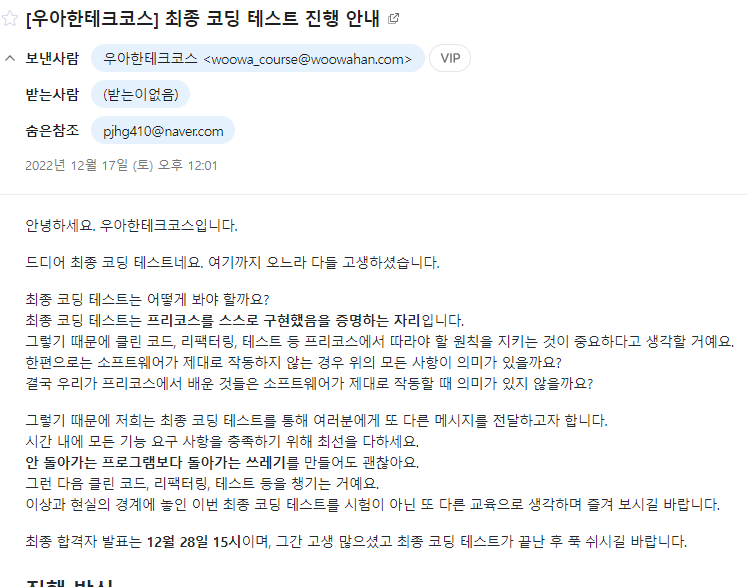 [우아한테크코스] 최종 코딩 테스트 진행 안내
보낸사람 우아한테크코스 <woowa_course@woowahan.com> VIP
받는사람 (받는이없음)
숨은참조 pjhg410@naver.com
2022년 12월 17일 (토) 오후 12:01
안녕하세요. 우아한테크코스입니다.
드디어 최종 코딩 테스트네요. 여기까지 오느라 다들 고생하셨습니다.
최종 코딩 테스트는 어떻게 봐야 할까요?
최종 코딩 테스트는 프리코스를 스스로 구현했음을 증명하는 자리입니다.
그렇기 때문에 클린 코드, 리팩터링, 테스트 등 프리코스에서 따라야 할 원칙을 지키는 것이 중요하다고 생각할 거예요.
한편으로는 소프트웨어가 제대로 작동하지 않는 경우 위의 모든 사항이 의미가 있을까요?
결국 우리가 프리코스에서 배운 것들은 소프트웨어가 제대로 작동할 때 의미가 있지 않을까요?
그렇기 때문에 저희는 최종 코딩 테스트를 통해 여러분에게 또 다른 메시지를 전달하고자 합니다.
시간 내에 모든 기능 요구 사항을 충족하기 위해 최선을 다하세요.
안 돌아가는 프로그램보다 돌아가는 쓰레기를 만들어도 괜찮아요.
그런 다음 클린 코드, 리팩터링, 테스트 등을 챙기는 거예요.
이상과 현실의 경계에 놓인 이번 최종 코딩 테스트를 시험이 아닌 또 다른 교육으로 생각하며 즐겨 보시길 바랍니다.
최종 합격자 발표는 12월 28일 15시이며, 그간 고생 많으셨고 최종 코딩 테스트가 끝난 후 푹 쉬시길 바랍니다.
진행 방식